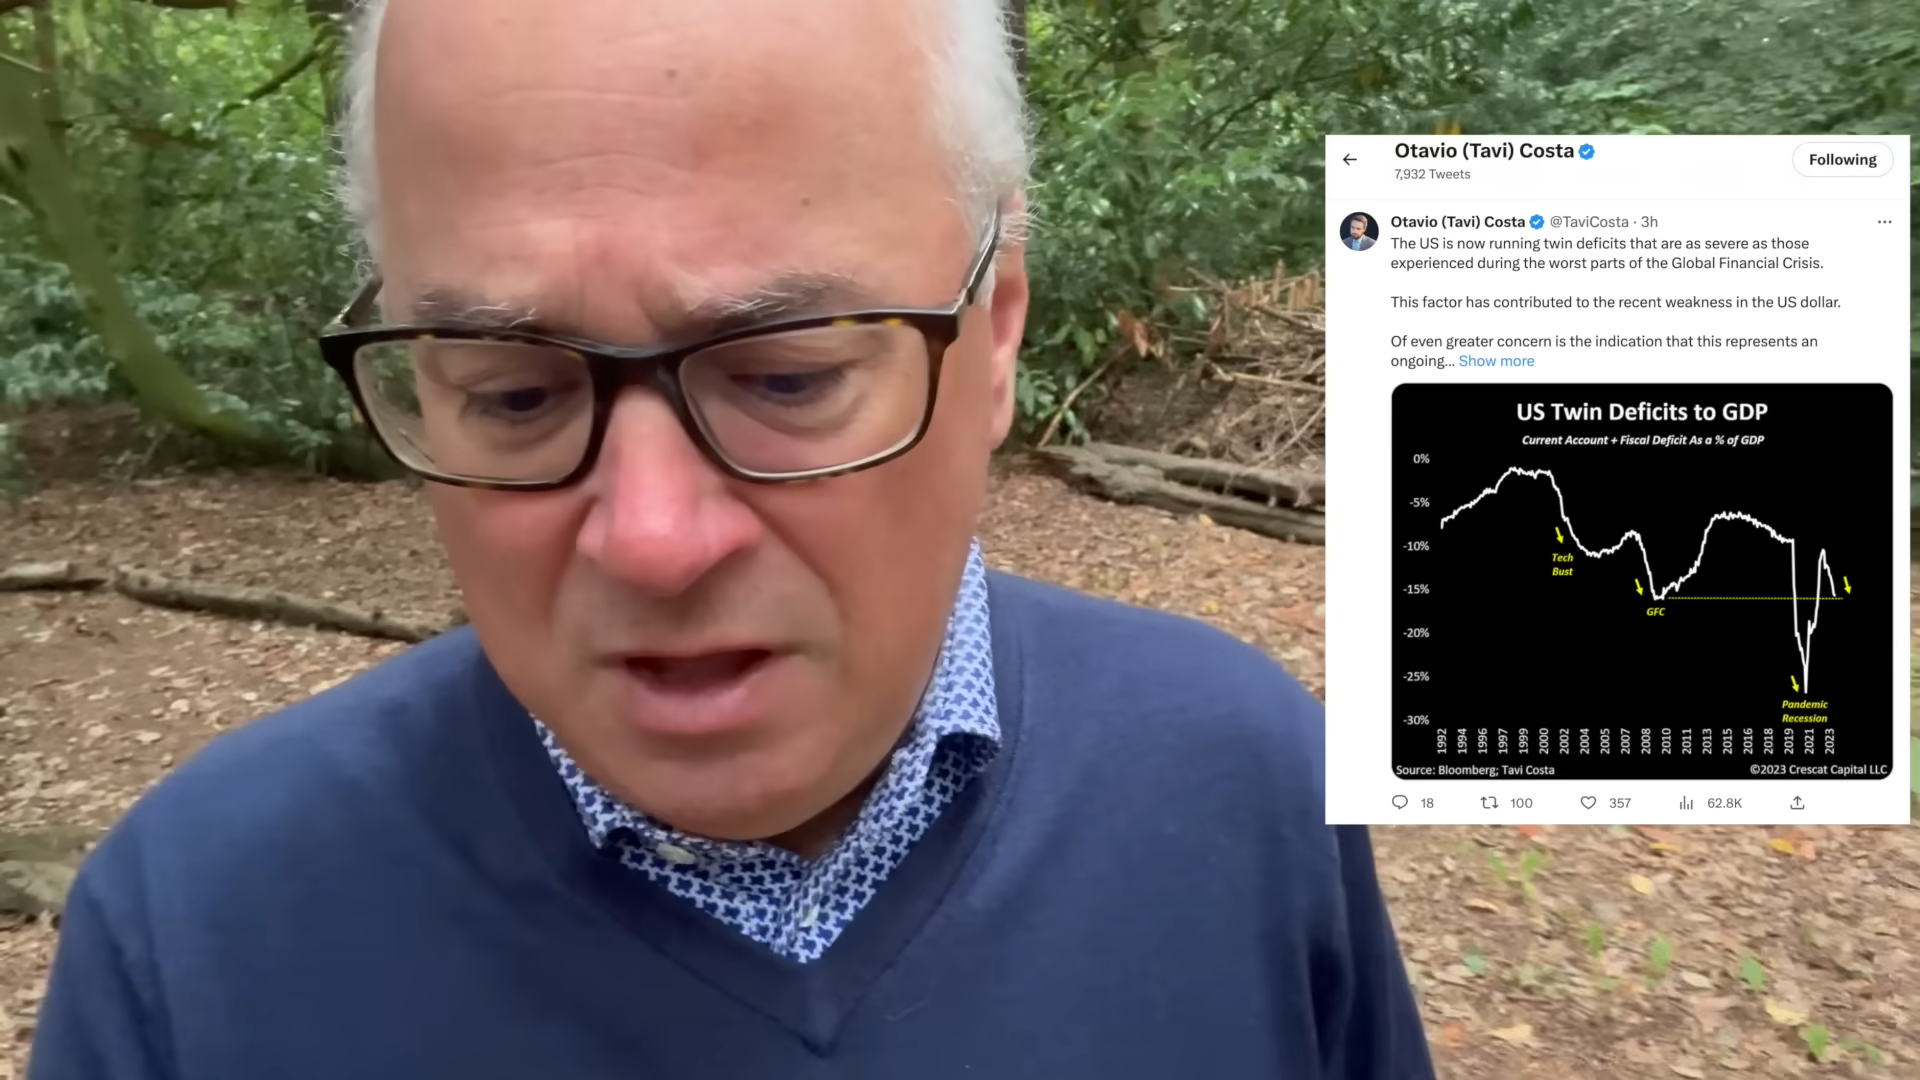 Otavio (Tavi) Costa
7,932 Tweets
Following
Otavio (Tavi) Costa @TaviCosta · 3h
The US is now running twin deficits that are as severe as those
experienced during the worst parts of the Global Financial Crisis.
This factor has contributed to the recent weakness in the US dollar.
Of even greater concern is the indication that this represents an
ongoing... Show more
US Twin Deficits to GDP
Current Account + Fiscal Deficit As a % of GDP
0%
-5%
-10%
-15%
-20%
-25%
-30%
Tech
Bust
GFC
Pandemic
Recession
1992 1994 1996 1997 1999 2000 2002 2004 2005 2007 2008 2010 2011 2013 2015 2016 2018 2019 2021 2023
Source: Bloomberg; Tavi Costa
©2023 Crescat Capital LLC
18 100 357 62.8K